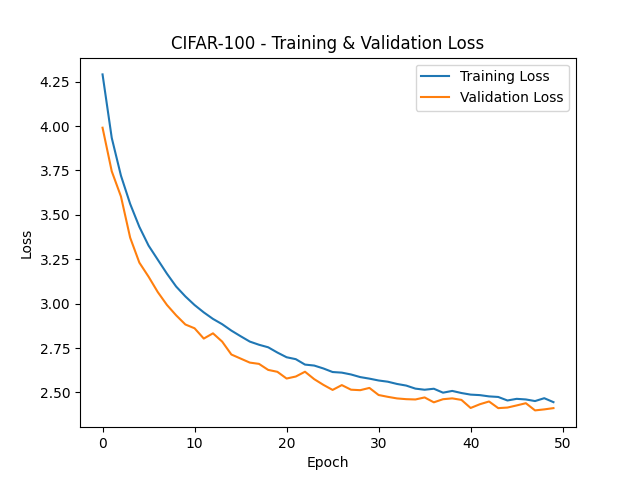 CIFAR-100 - Training & Validation Loss
Training Loss
Validation Loss
4.25
4.00
3.75
3.50
3.25
3.00
2.75
2.50
Loss
0
10
20
30
40
50
Epoch